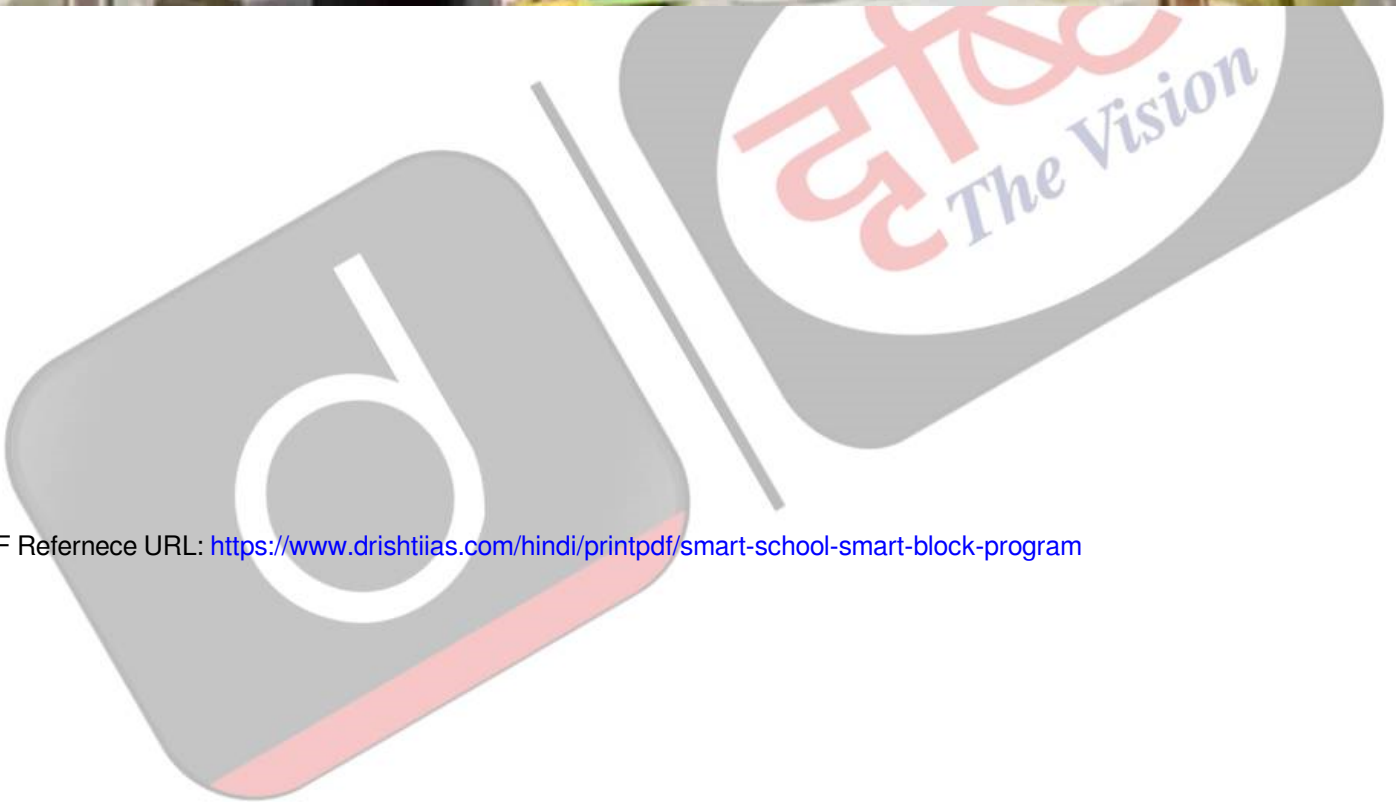 दृष्टि
The Vision
d
F Refernece URL: https://www.drishtiias.com/hindi/printpdf/smart-school-smart-block-program